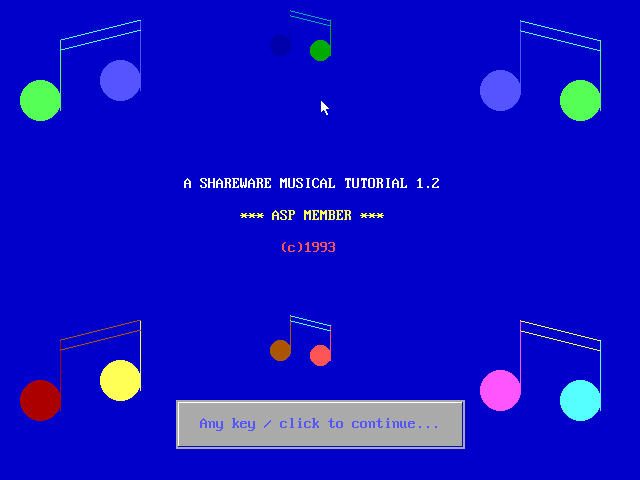 A SHAREWARE MUSICAL TUTORIAL 1.2
*** ASP MEMBER ***
(c)1993
Any key / click to continue...